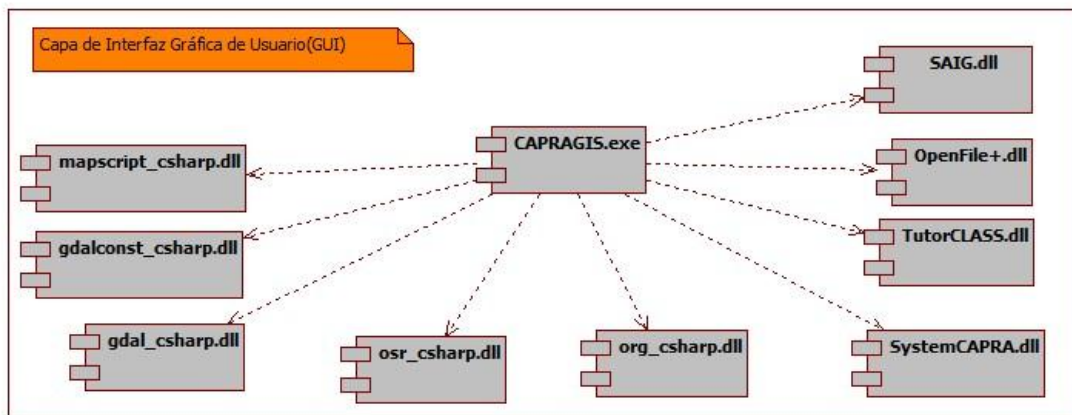 Capa de Interfaz Gráfica de Usuario(GUI)
SAIG.dll
CAPRAGIS.exe
mapscript_csharp.dll
OpenFile+.dll
gdalconst_csharp.dll
TutorCLASS.dll
gdal_csharp.dll
osr_csharp.dll
org_csharp.dll
SystemCAPRA.dll